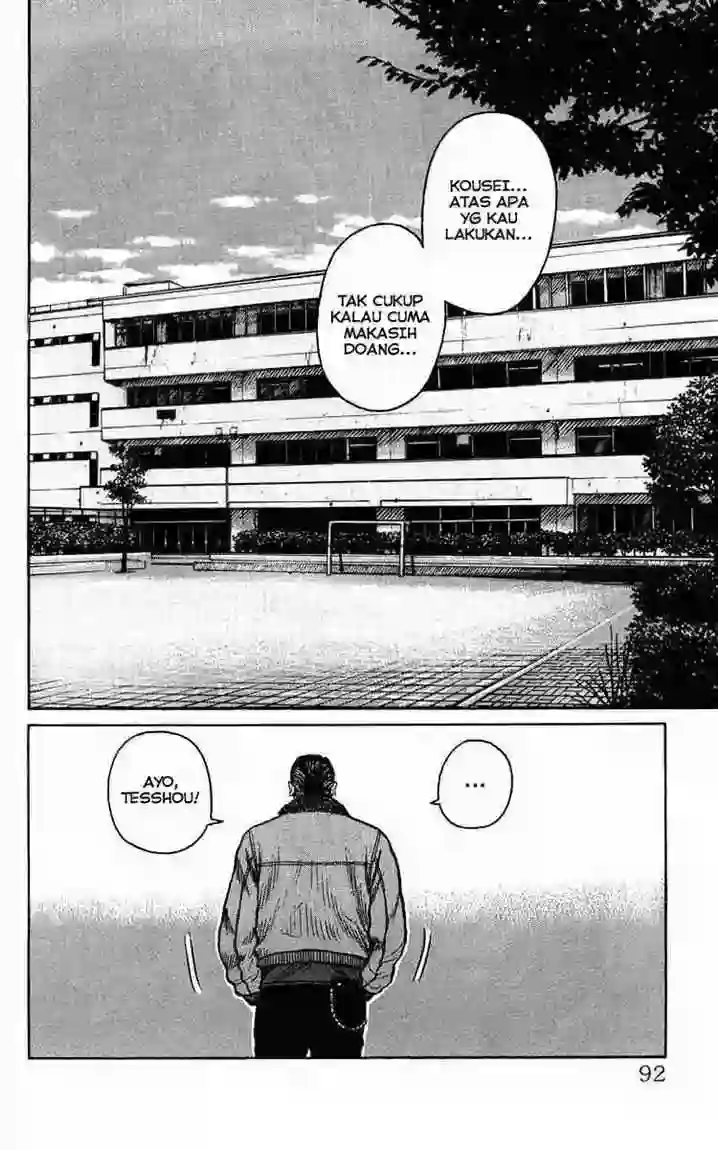 KOUSEI...
ATAS APA
YG KAU
LAKUKAN...
TAK CUKUP
KALAU CUMA
MAKASIH
DOANG...
AYO,
TESSHOU!
...
92